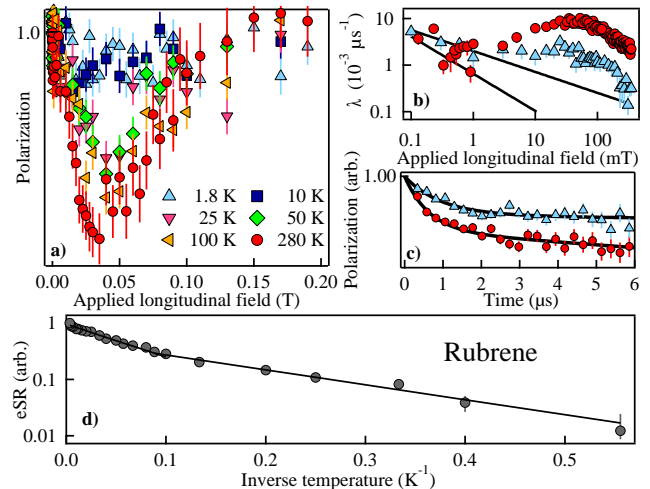 1.0
Polarization
1.8 K
10 K
25 K
50 K
100 K
280 K
a)
0.00
0.05
0.10
0.15
0.20
Applied longitudinal field (T)
λ (10⁻³ μs⁻¹)
10
1
0.1
b)
0.1
1
10
100
Applied longitudinal field (mT)
Polarization (arb.)
1.00
c)
0
1
2
3
4
5
6
Time (μs)
eSR (arb.)
1
0.1
0.01
Rubrene
d)
0.0
0.1
0.2
0.3
0.4
0.5
Inverse temperature (K⁻¹)